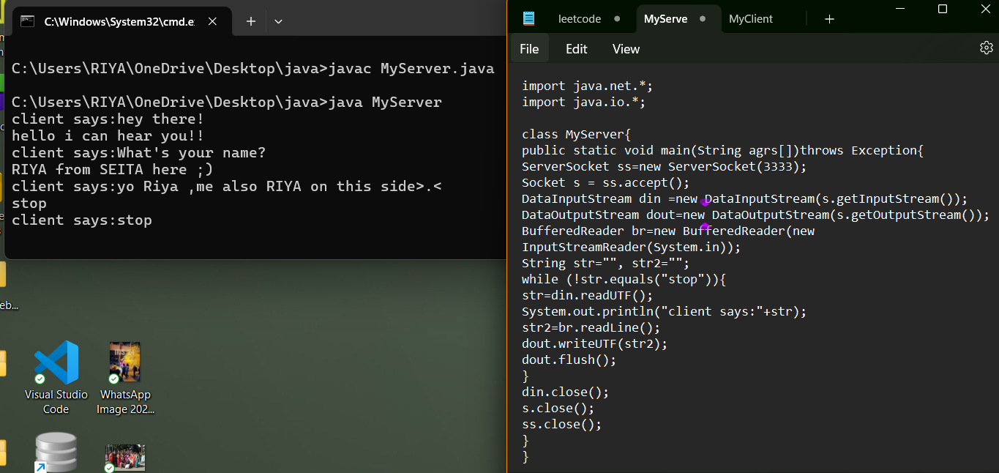 C:\Windows\System32\cmd.e
C:\Users\RIYA\OneDrive\Desktop\java>javac MyServer.java
C:\Users\RIYA\OneDrive\Desktop\java>java MyServer
client says:hey there!
hello i can hear you!!
client says:What's your name?
RIYA from SEITA here ;)
client says:yo Riya ,me also RIYA on this side>.<
stop
client says:stop
eb...
Visual Studio
Code
WhatsApp
Image 202...
leetcode
MyServe
MyClient
File
Edit
View
import java.net.*;
import java.io.*;
class MyServer{
public static void main(String agrs[])throws Exception{
ServerSocket ss=new ServerSocket(3333);
Socket s = ss.accept();
DataInputStream din =new DataInputStream(s.getInputStream());
DataOutputStream dout=new DataOutputStream(s.getOutputStream());
BufferedReader br=new BufferedReader(new
InputStreamReader(System.in));
String str="", str2="";
while (!str.equals("stop")){
str=din.readUTF();
System.out.println("client says:"+str);
str2=br.readLine();
dout.writeUTF(str2);
dout.flush();
}
din.close();
s.close();
ss.close();
}
}